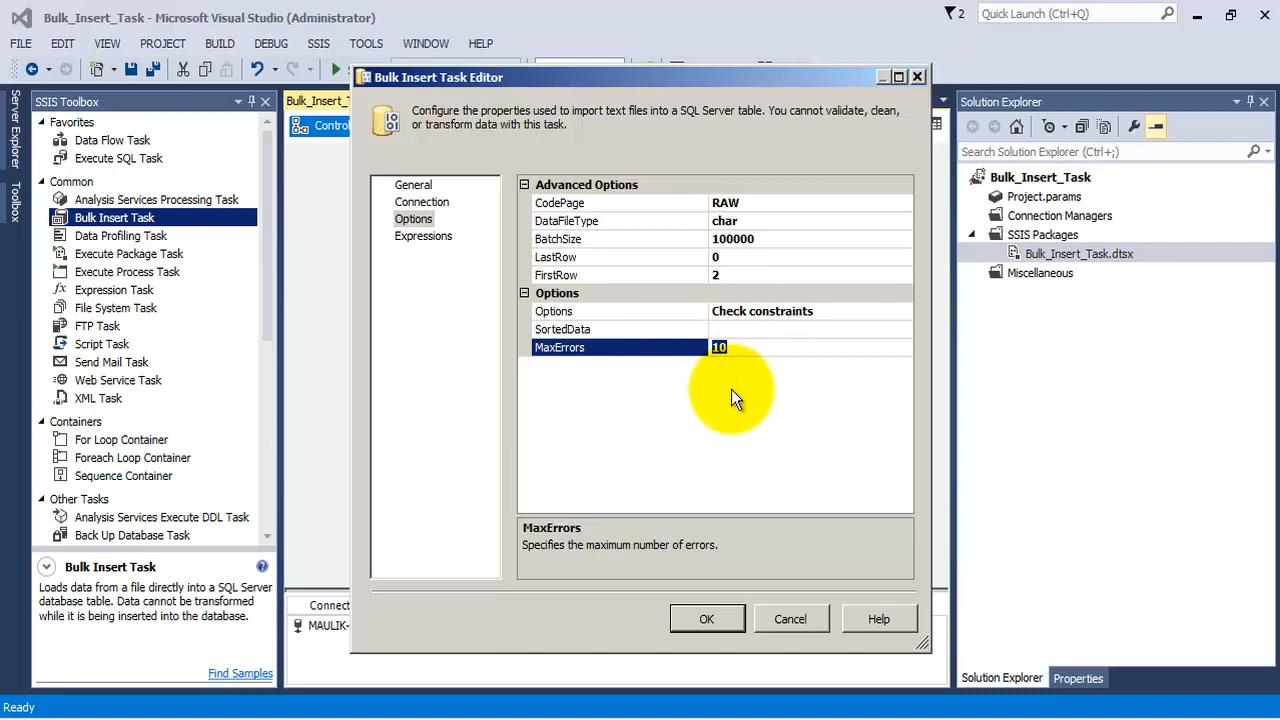 Bulk_Insert_Task - Microsoft Visual Studio (Administrator)
2
Quick Launch (Ctrl+Q)
FILE EDIT VIEW PROJECT BUILD DEBUG SSIS TOOLS WINDOW HELP
Server Explorer
Toolbox
SSIS Toolbox
Favorites
Data Flow Task
Execute SQL Task
Common
Analysis Services Processing Task
Bulk Insert Task
Data Profiling Task
Execute Package Task
Execute Process Task
Expression Task
File System Task
FTP Task
Script Task
Send Mail Task
Web Service Task
XML Task
Containers
For Loop Container
Foreach Loop Container
Sequence Container
Other Tasks
Analysis Services Execute DDL Task
Back Up Database Task
Bulk Insert Task
Loads data from a file directly into a SQL Server
database table. Data cannot be transformed
while it is being inserted into the database.
Find Samples
Bulk_Insert_T
Contro
Connect
MAULIK-
Bulk Insert Task Editor
Configure the properties used to import text files into a SQL Server table. You cannot validate, clean,
or transform data with this task.
General
Connection
Options
Expressions
Advanced Options
CodePage RAW
DataFileType char
BatchSize 100000
LastRow 0
FirstRow 2
Options
Options Check constraints
SortedData
MaxErrors 10
MaxErrors
Specifies the maximum number of errors.
OK Cancel Help
Solution Explorer
Search Solution Explorer (Ctrl+;)
Bulk_Insert_Task
Project.params
Connection Managers
SSIS Packages
Bulk_Insert_Task.dtsx
Miscellaneous
Solution Explorer Properties
Ready